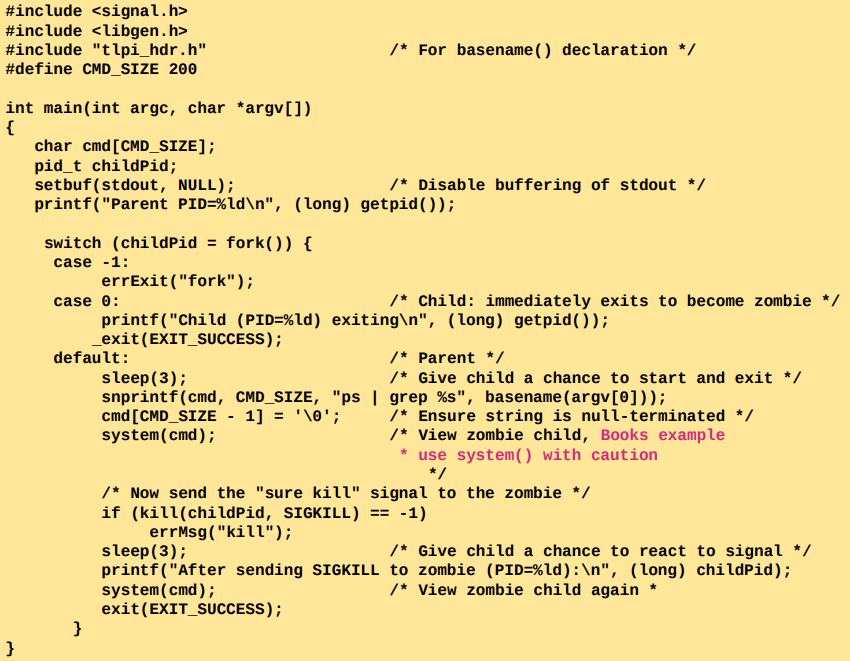 #include <signal.h>
#include <libgen.h>
#include "tlpi_hdr.h" /* For basename() declaration */
#define CMD_SIZE 200
int main(int argc, char *argv[])
{
char cmd[CMD_SIZE];
pid_t childPid;
setbuf(stdout, NULL); /* Disable buffering of stdout */
printf("Parent PID=%ld\n", (long) getpid());
switch (childPid = fork()) {
case -1:
errExit("fork");
case 0: /* Child: immediately exits to become zombie */
printf("Child (PID=%ld) exiting\n", (long) getpid());
_exit(EXIT_SUCCESS);
default: /* Parent */
sleep(3); /* Give child a chance to start and exit */
snprintf(cmd, CMD_SIZE, "ps | grep %s", basename(argv[0]));
cmd[CMD_SIZE - 1] = '\0'; /* Ensure string is null-terminated */
system(cmd); /* View zombie child, Books example
* use system() with caution
*/
/* Now send the "sure kill" signal to the zombie */
if (kill(childPid, SIGKILL) == -1)
errMsg("kill");
sleep(3); /* Give child a chance to react to signal */
printf("After sending SIGKILL to zombie (PID=%ld):\n", (long) childPid);
system(cmd); /* View zombie child again *
exit(EXIT_SUCCESS);
}
}